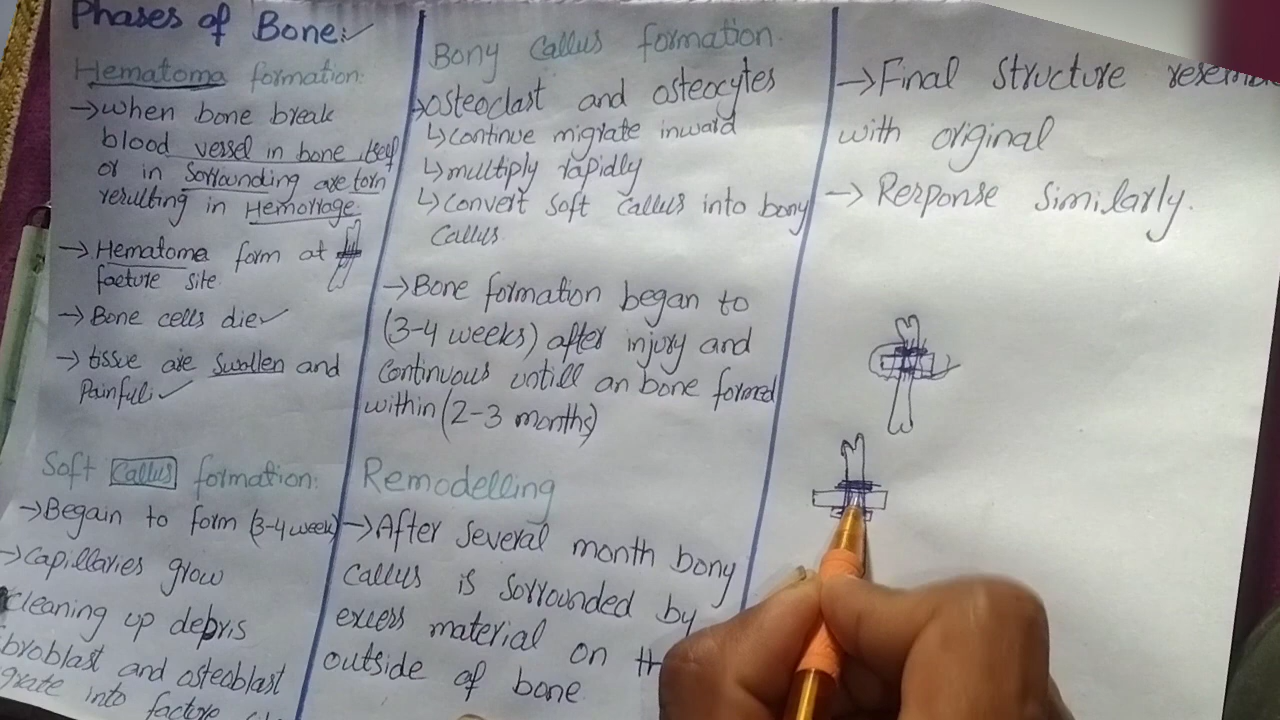 Phases of Bone:
Hematoma formation:
→ when bone break
blood vessel in bone itself
or in Sorrounding are torn
resulting in Hemorrage.
→ Hematoma form at
facture site.
→ Bone cells die
→ tissue are Swollen and
Painful:
Soft Callus formation:
→ Begain to form (3-4 week)
→ Capillaries grow
cleaning up debris
broblast and osteoblast
grate into facture
Bony Callus formation.
→ osteoclast and osteocytes
↳ continue migrate inward
↳ multiply rapidly
↳ Convert Soft Callus into bony
Callus
→ Bone formation began to
(3-4 weeks) after injury and
Continuous untill an bone formed
within (2-3 months)
Remodelling
→ After Several month bony
Callus is Sorrounded by
excess material on th
outside of bone.
→ Final Structure resem
with original
→ Response Similarly.